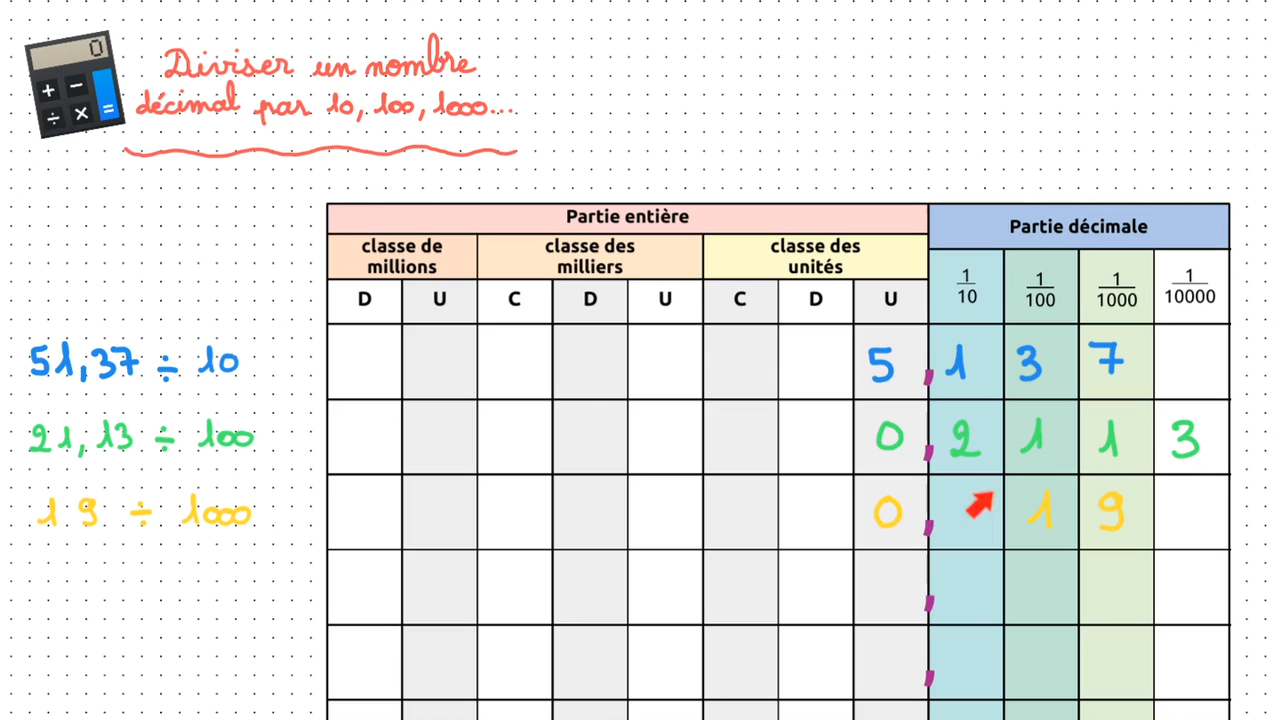 0
+ −
÷ × =
Diviser un nombre
décimal par 10, 100, 1000...
Partie entière
Partie décimale
classe de millions
classe des milliers
classe des unités
D U C D U C D U 1/10 1/100 1/1000 1/10000
51,37 ÷ 10
5,137
21,13 ÷ 100
0,2113
19 ÷ 1000
0, 19
,
,